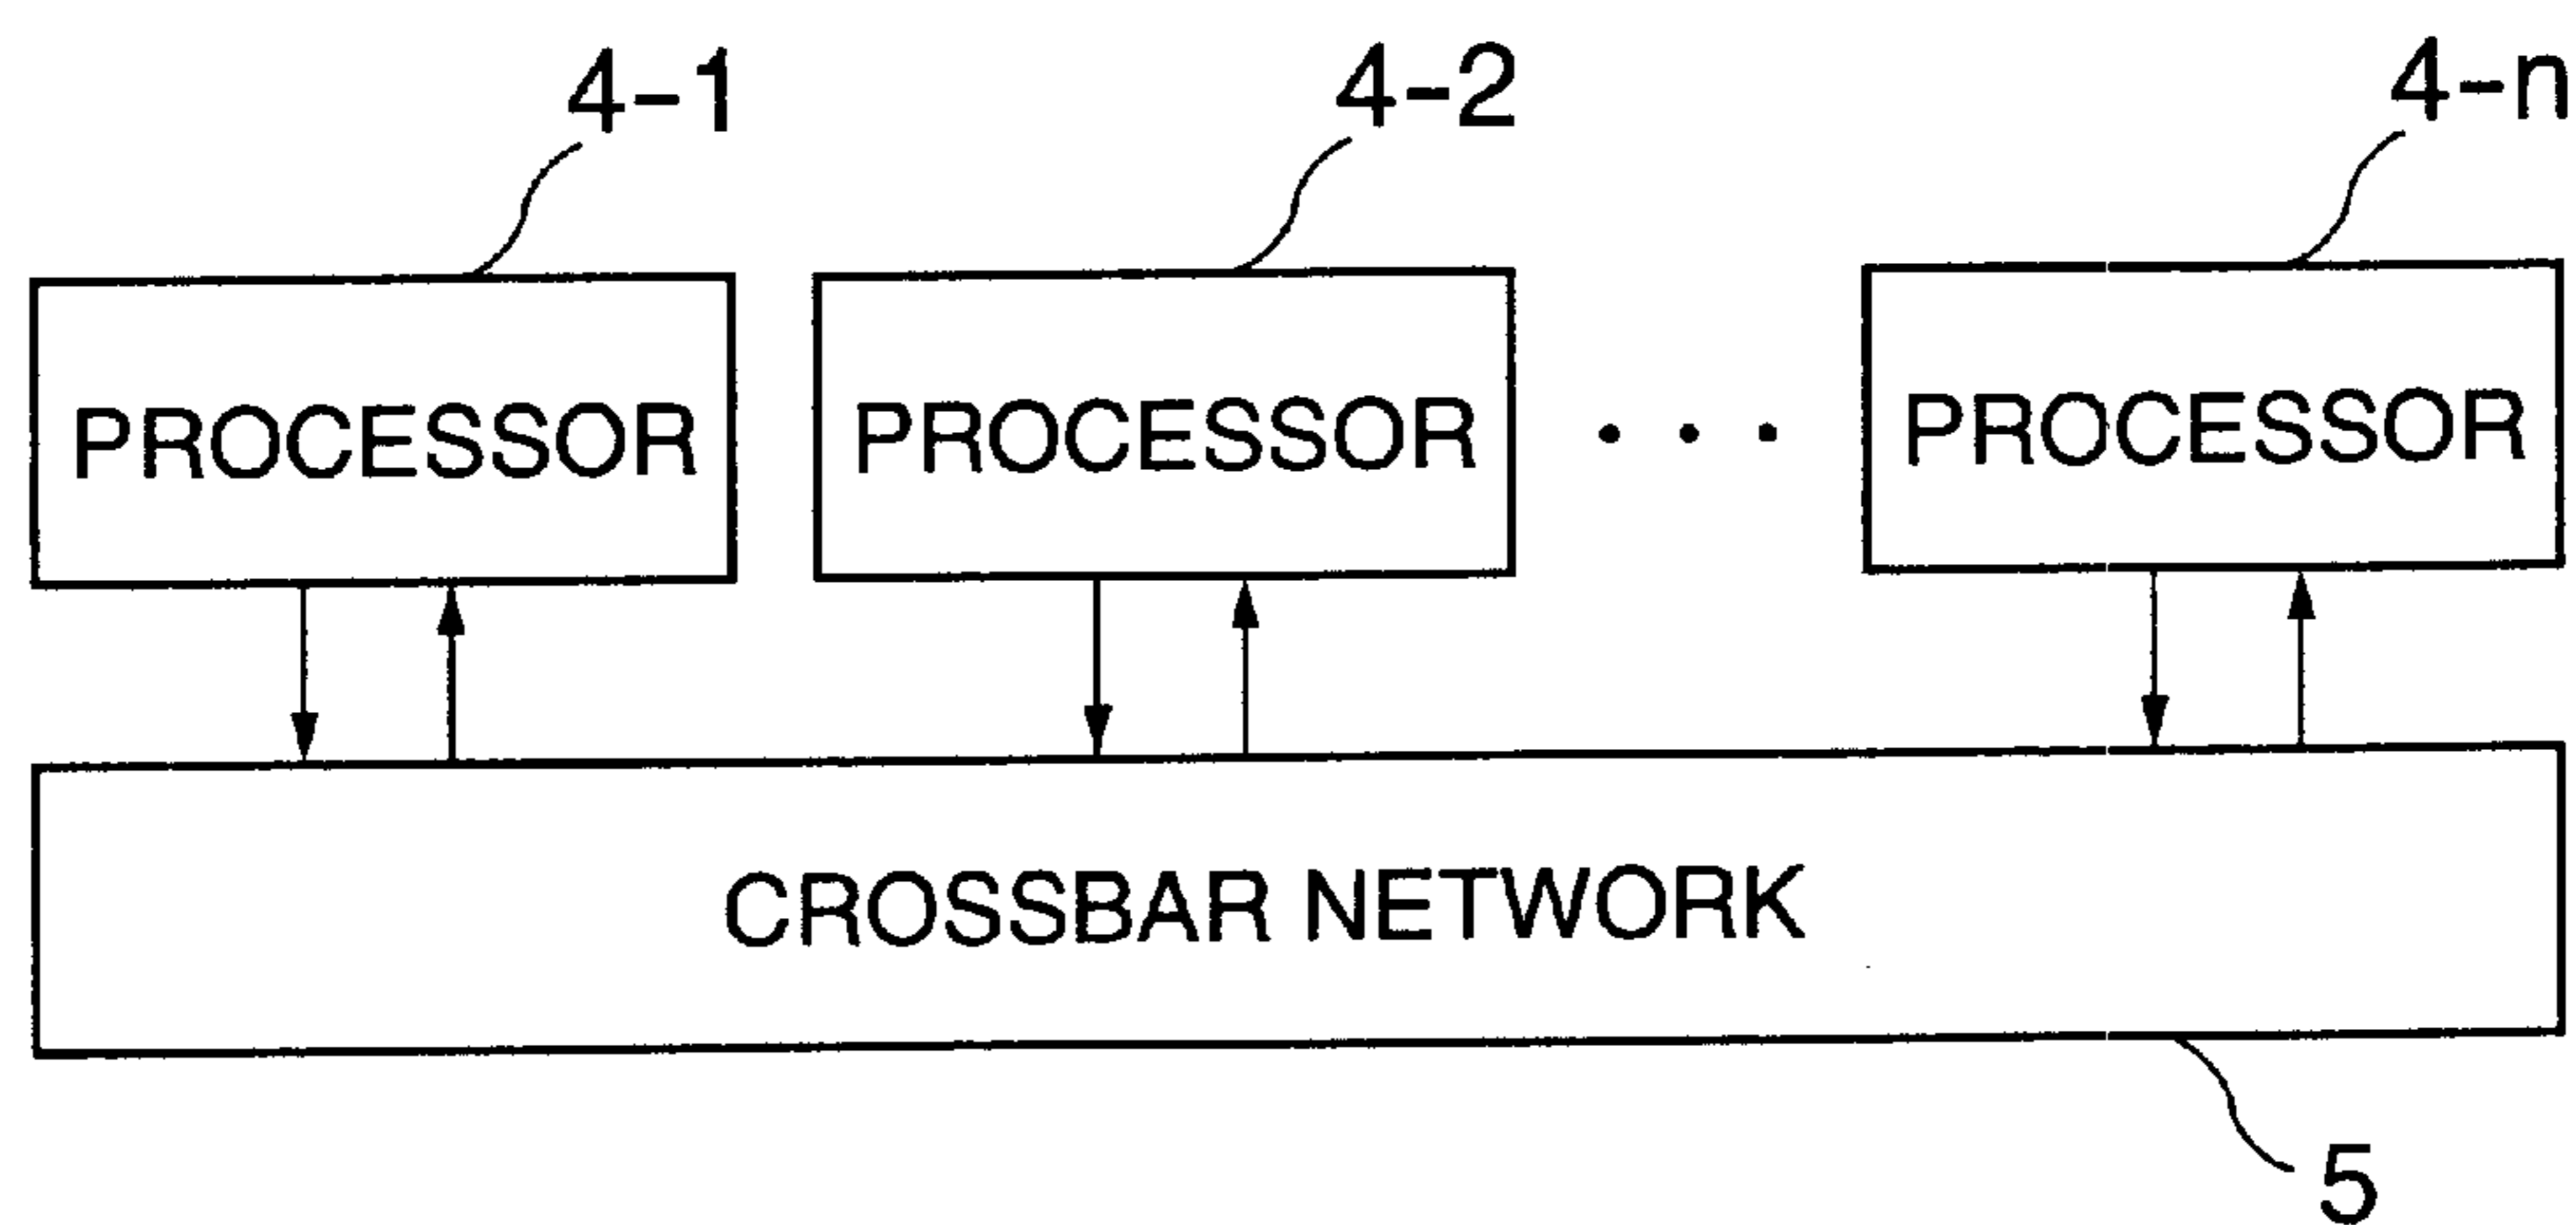 4-1
4-2
4-n
PROCESSOR
PROCESSOR
• • •
PROCESSOR
CROSSBAR NETWORK
5